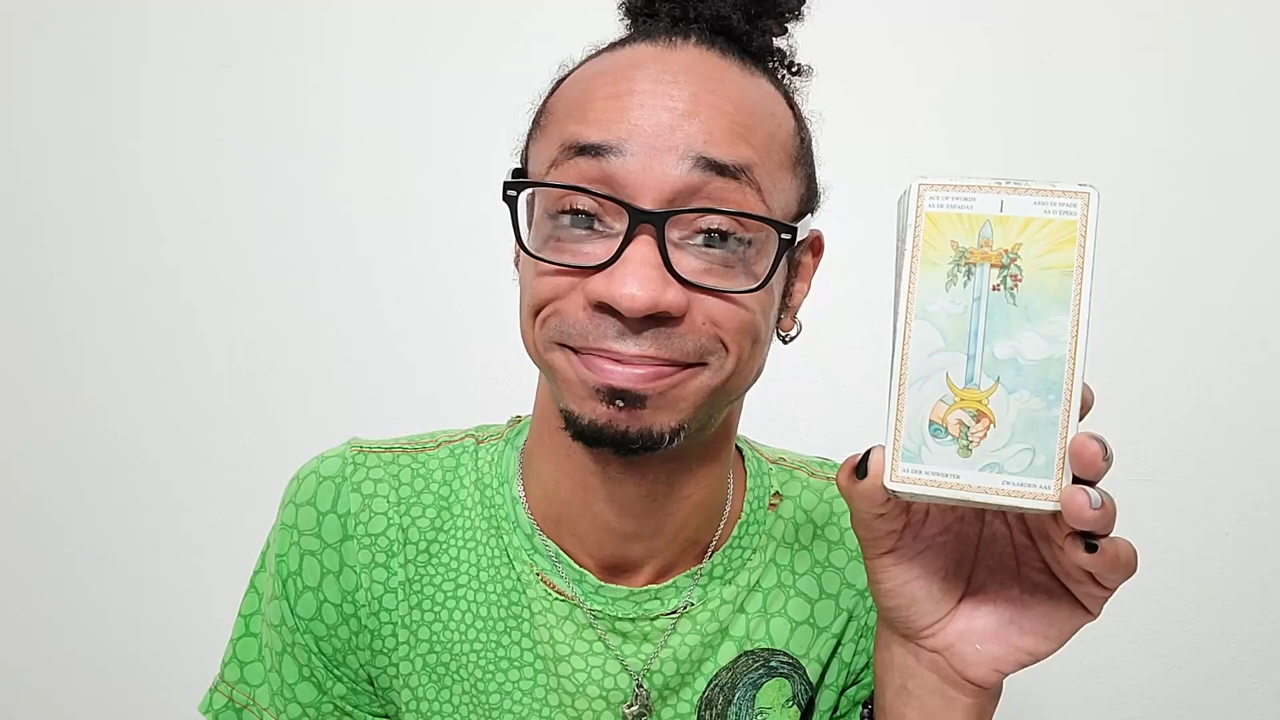 ACE OF SWORDS
AS DE ESPADAS
I
ASSO DI SPADE
AS D'ÉPÉES
AS DER SCHWERTER
ZWAARDEN AAS